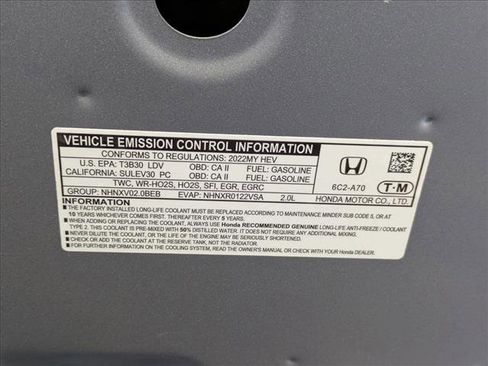 VEHICLE EMISSION CONTROL INFORMATION
CONFORMS TO REGULATIONS: 2022MY HEV
U.S. EPA: T3B30 LDV OBD: CA II FUEL: GASOLINE
CALIFORNIA: SULEV30 PC OBD: CA II FUEL: GASOLINE
TWC, WR-HO2S, HO2S, SFI, EGR, EGRC
GROUP: NHNXV02.0BEB EVAP: NHNXR0122VSA 2.0L
6C2-A70 T-M
HONDA MOTOR CO., LTD.
INFORMATION
THE FACTORY INSTALLED LONG-LIFE COOLANT MUST BE REPLACED ACCORDING TO MAINTENANCE MINDER SUB CODE 5, OR AT
10 YEARS WHICHEVER COMES FIRST. THEREAFTER EVERY 5 YEARS.
WHEN ADDING OR REPLACING THE COOLANT, ALWAYS USE Honda RECOMMENDED GENUINE LONG-LIFE ANTI-FREEZE / COOLANT
TYPE 2. THIS COOLANT IS PRE-MIXED WITH 50% DISTILLED WATER. IT DOES NOT REQUIRE ANY ADDITIONAL MIXING.
NEVER DILUTE THE COOLANT, OR THE LIFE OF THE ENGINE MAY BE SERIOUSLY SHORTENED.
CHECK OR ADD COOLANT AT THE RESERVE TANK, NOT THE RADIATOR.
FOR FURTHER INFORMATION ON THE COOLING SYSTEM, READ THE OWNER'S MANUAL OR CHECK WITH YOUR Honda DEALER.